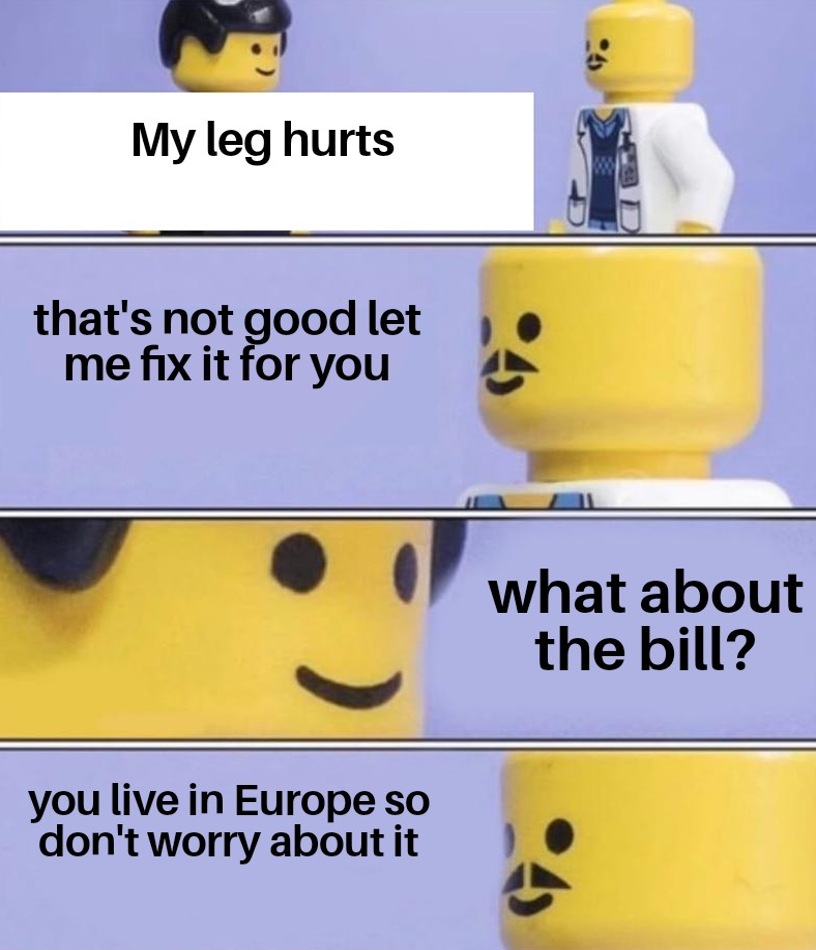 My leg hurts
that's not good let
me fix it for you
what about
the bill?
you live in Europe so
don't worry about it